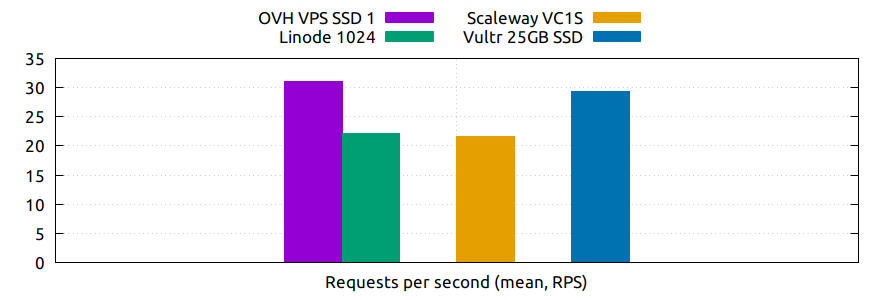 OVH VPS SSD 1
Scaleway VC1S
Linode 1024
Vultr 25GB SSD
35
30
25
20
15
10
5
0
Requests per second (mean, RPS)